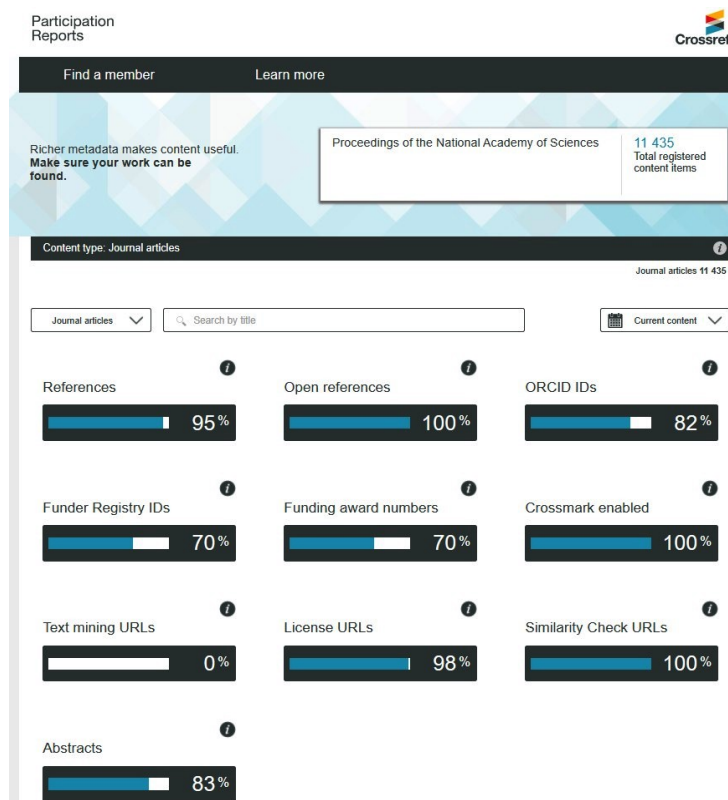 Participation
Reports
Crossref
Find a member
Learn more
Richer metadata makes content useful.
Make sure your work can be
found.
Proceedings of the National Academy of Sciences
11 435
Total registered
content items
Content type: Journal articles
Journal articles 11 435
Journal articles
Search by title
Current content
References
Open references
ORCID IDs
95%
100%
82%
Funder Registry IDs
Funding award numbers
Crossmark enabled
70%
70%
100%
Text mining URLs
License URLs
Similarity Check URLs
0%
98%
100%
Abstracts
83%